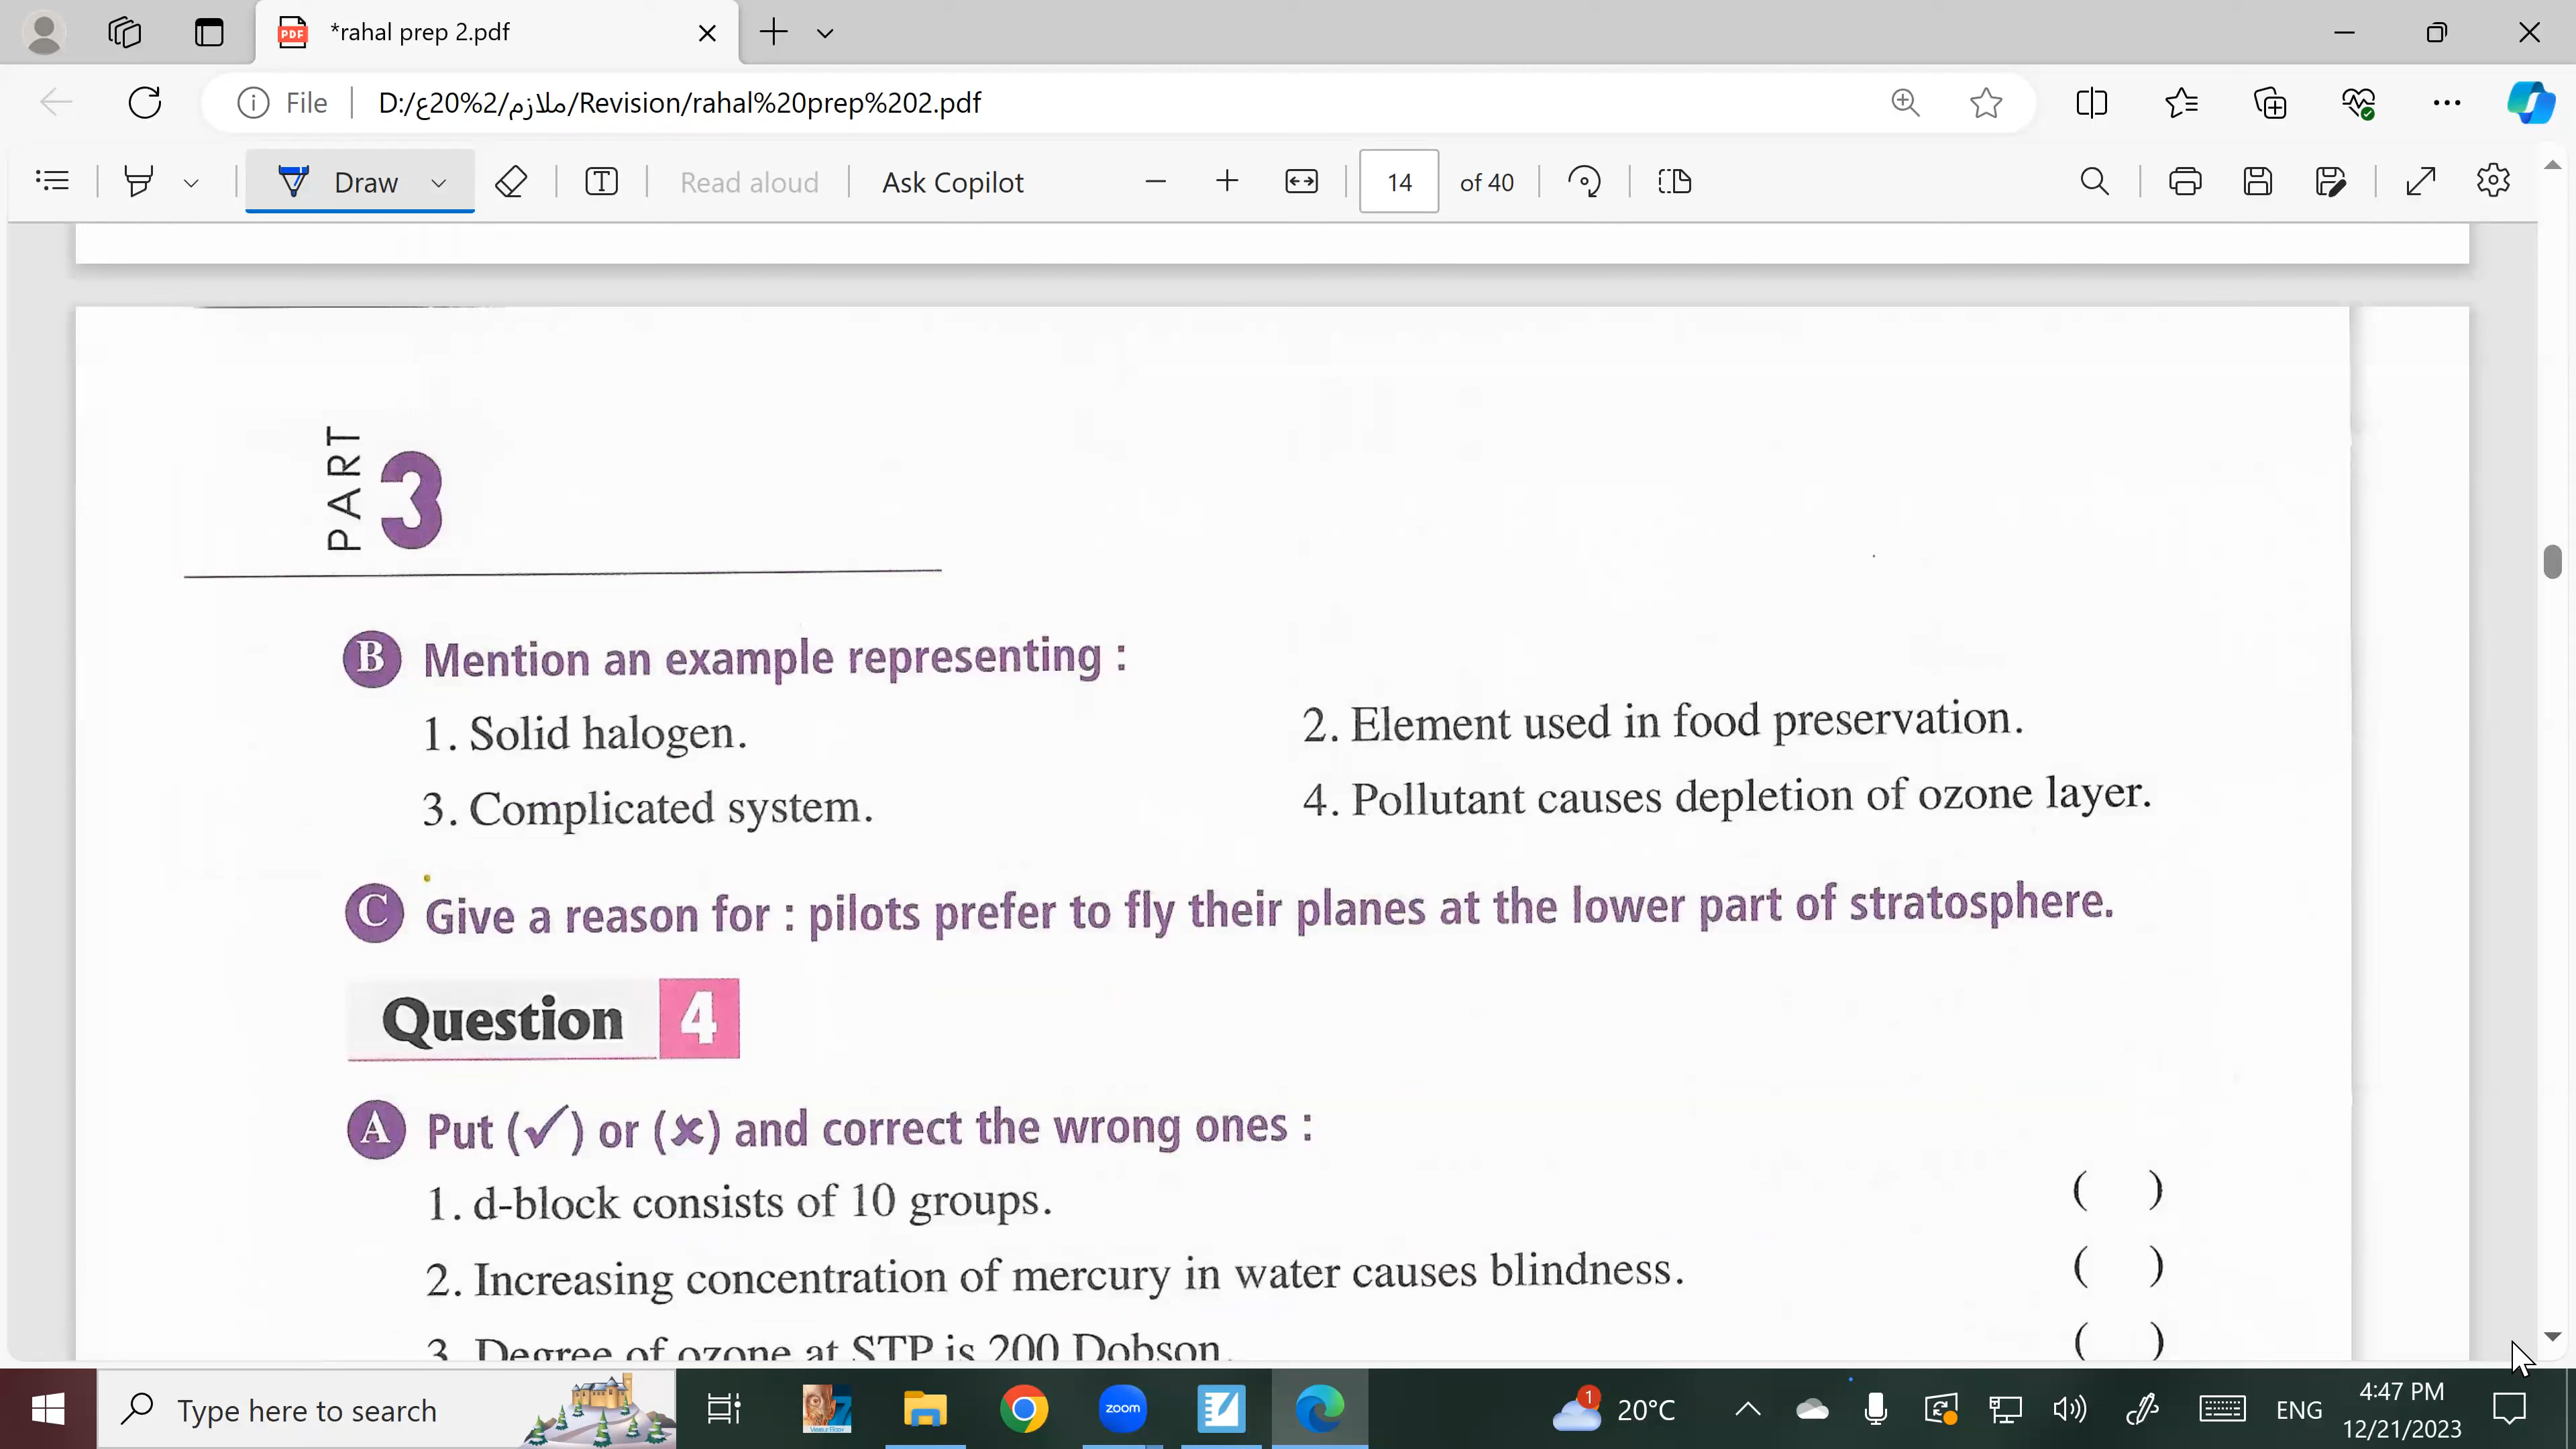 *rahal prep 2.pdf
File | D:/ملازم/2%20ع/Revision/rahal%20prep%202.pdf
Draw
Read aloud
Ask Copilot
14 of 40
PART 3
B Mention an example representing :
1. Solid halogen.
2. Element used in food preservation.
3. Complicated system.
4. Pollutant causes depletion of ozone layer.
C Give a reason for : pilots prefer to fly their planes at the lower part of stratosphere.
Question 4
A Put (✓) or (✗) and correct the wrong ones :
1. d-block consists of 10 groups. ( )
2. Increasing concentration of mercury in water causes blindness. ( )
3. Degree of ozone at STP is 200 Dobson. ( )
Type here to search
zoom
1
20°C
ENG
4:47 PM
12/21/2023